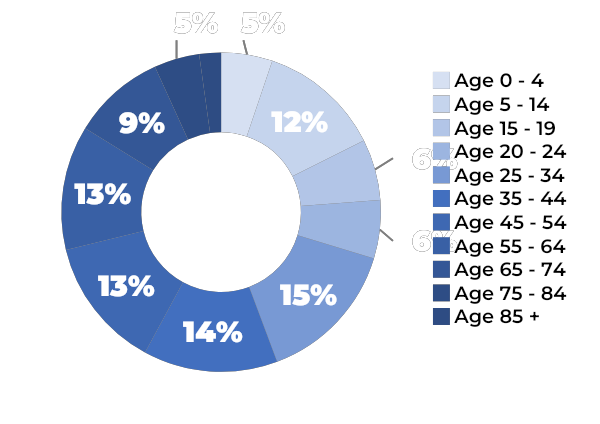 5% 5%
12%
9%
6%
13%
6%
13%
15%
14%
Age 0 - 4
Age 5 - 14
Age 15 - 19
Age 20 - 24
Age 25 - 34
Age 35 - 44
Age 45 - 54
Age 55 - 64
Age 65 - 74
Age 75 - 84
Age 85 +